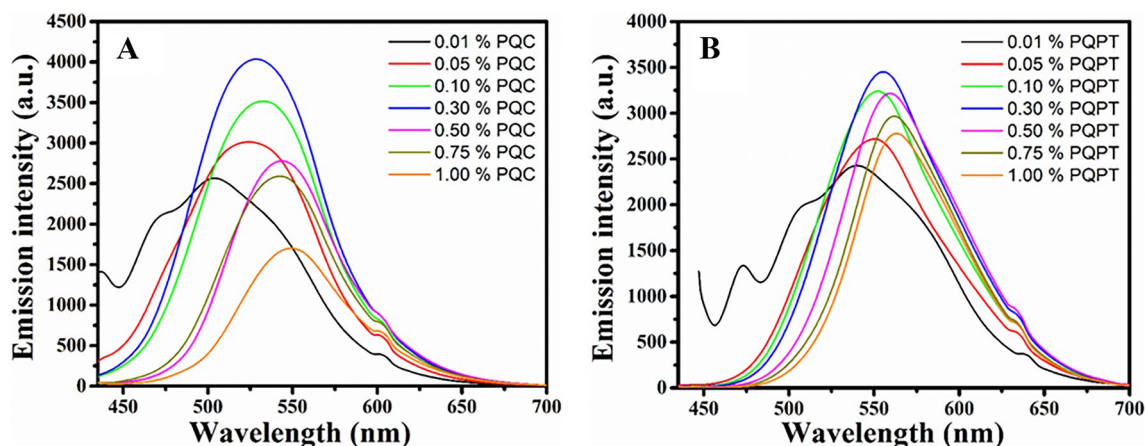 A
0.01 % PQC
0.05 % PQC
0.10 % PQC
0.30 % PQC
0.50 % PQC
0.75 % PQC
1.00 % PQC
4500
4000
3500
3000
2500
2000
1500
1000
500
0
Emission intensity (a.u.)
450 500 550 600 650 700
Wavelength (nm)
B
0.01 % PQPT
0.05 % PQPT
0.10 % PQPT
0.30 % PQPT
0.50 % PQPT
0.75 % PQPT
1.00 % PQPT
4000
3500
3000
2500
2000
1500
1000
500
0
Emission intensity (a.u.)
450 500 550 600 650 700
Wavelength (nm)